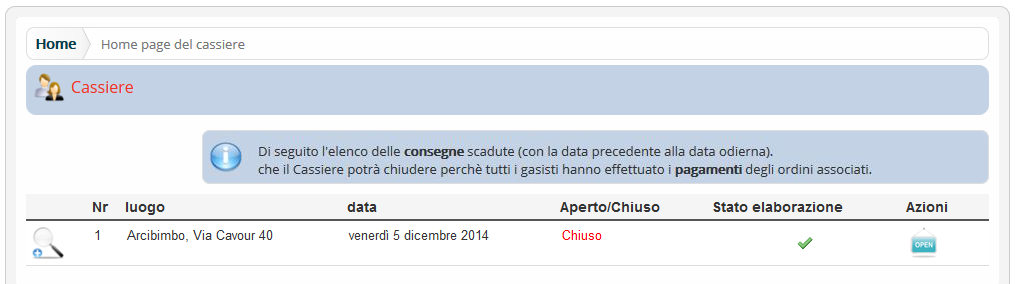 Home Home page del cassiere
Cassiere
Di seguito l'elenco delle consegne scadute (con la data precedente alla data odierna).
che il Cassiere potrà chiudere perchè tutti i gasisti hanno effettuato i pagamenti degli ordini associati.
Nr luogo data Aperto/Chiuso Stato elaborazione Azioni
1 Arcibimbo, Via Cavour 40 venerdì 5 dicembre 2014 Chiuso OPEN